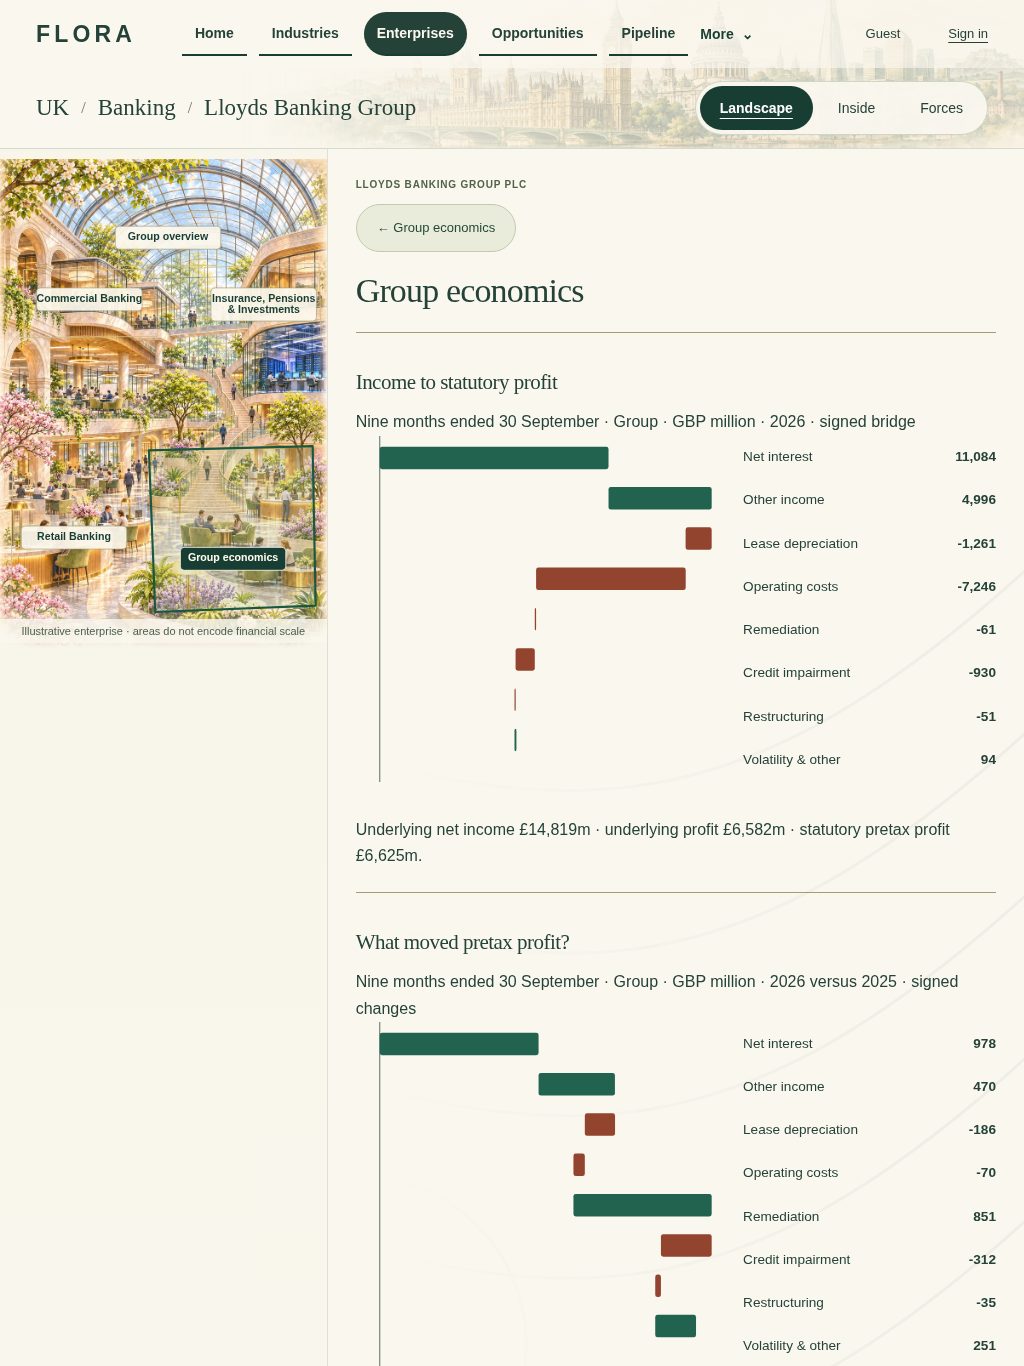 FLORA
Home
Industries
Enterprises
Opportunities
Pipeline
More
Guest
Sign in
UK / Banking / Lloyds Banking Group
Landscape
Inside
Forces
Group overview
Commercial Banking
Insurance, Pensions
& Investments
Retail Banking
Group economics
Illustrative enterprise · areas do not encode financial scale
LLOYDS BANKING GROUP PLC
← Group economics
Group economics
Income to statutory profit
Nine months ended 30 September · Group · GBP million · 2026 · signed bridge
Net interest 11,084
Other income 4,996
Lease depreciation -1,261
Operating costs -7,246
Remediation -61
Credit impairment -930
Restructuring -51
Volatility & other 94
Underlying net income £14,819m · underlying profit £6,582m · statutory pretax profit
£6,625m.
What moved pretax profit?
Nine months ended 30 September · Group · GBP million · 2026 versus 2025 · signed
changes
Net interest 978
Other income 470
Lease depreciation -186
Operating costs -70
Remediation 851
Credit impairment -312
Restructuring -35
Volatility & other 251